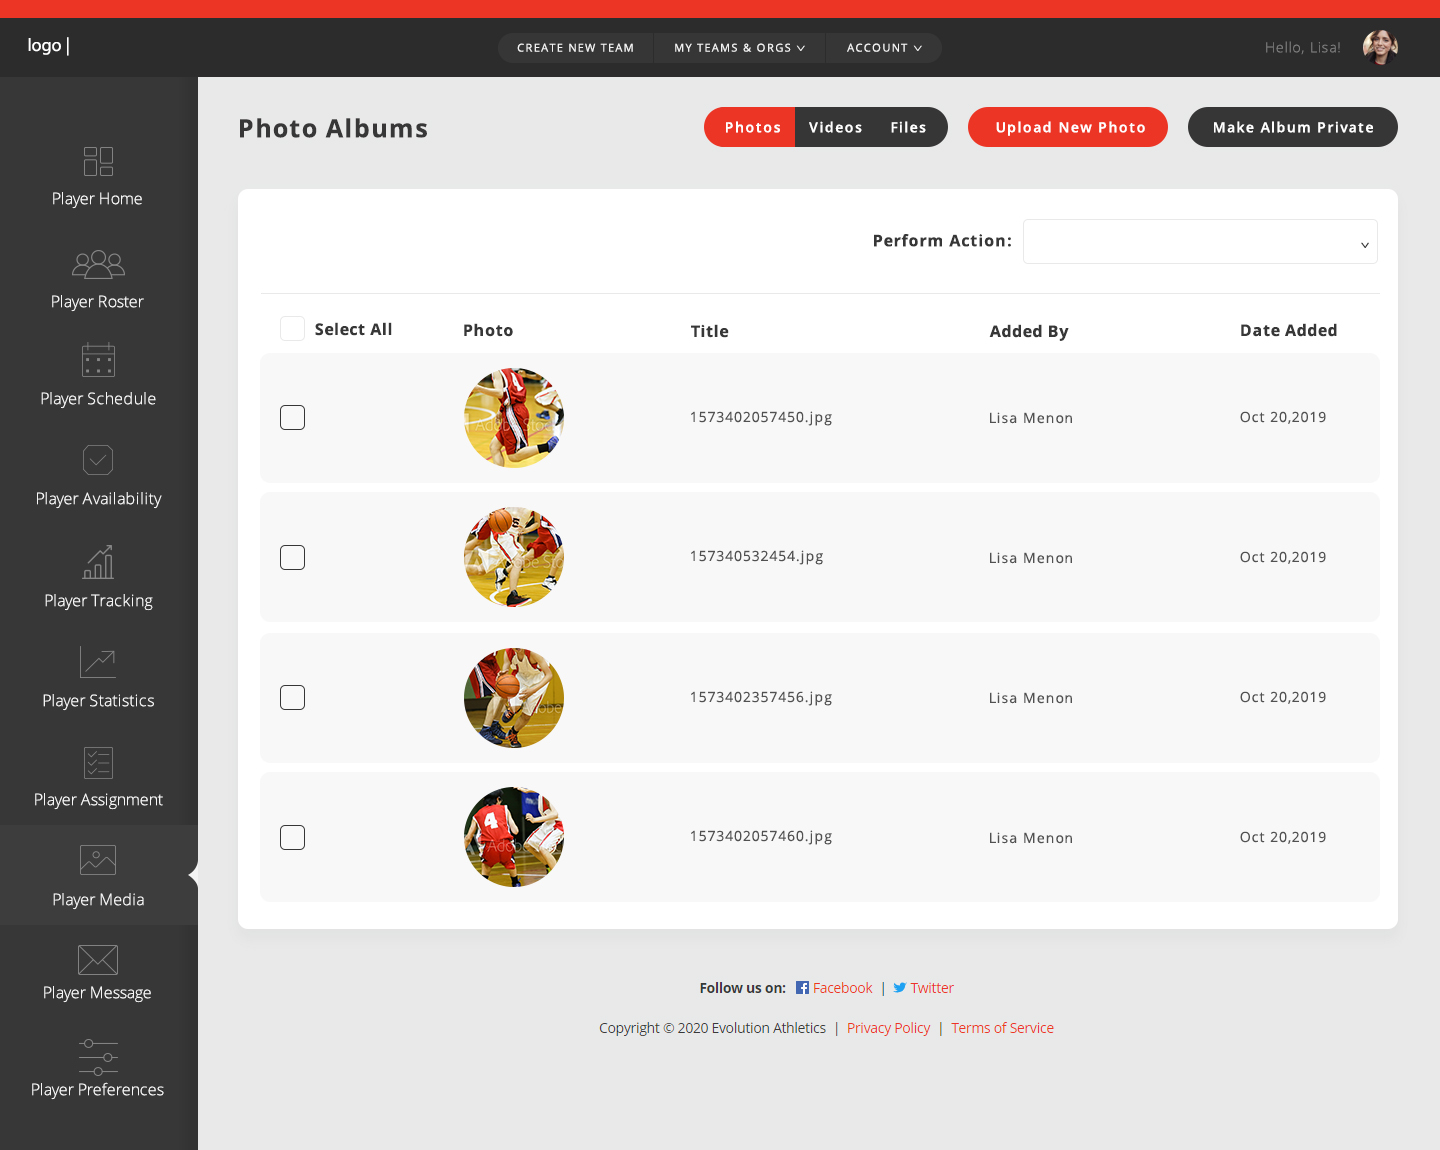 logo |
CREATE NEW TEAM
MY TEAMS & ORGS
ACCOUNT
Hello, Lisa!
Photo Albums
Photos
Videos
Files
Upload New Photo
Make Album Private
Player Home
Player Roster
Player Schedule
Player Availability
Player Tracking
Player Statistics
Player Assignment
Player Media
Player Message
Player Preferences
Perform Action:
Select All Photo Title Added By Date Added
1573402057450.jpg Lisa Menon Oct 20,2019
157340532454.jpg Lisa Menon Oct 20,2019
1573402357456.jpg Lisa Menon Oct 20,2019
4
1573402057460.jpg Lisa Menon Oct 20,2019
Follow us on: Facebook | Twitter
Copyright © 2020 Evolution Athletics | Privacy Policy | Terms of Service